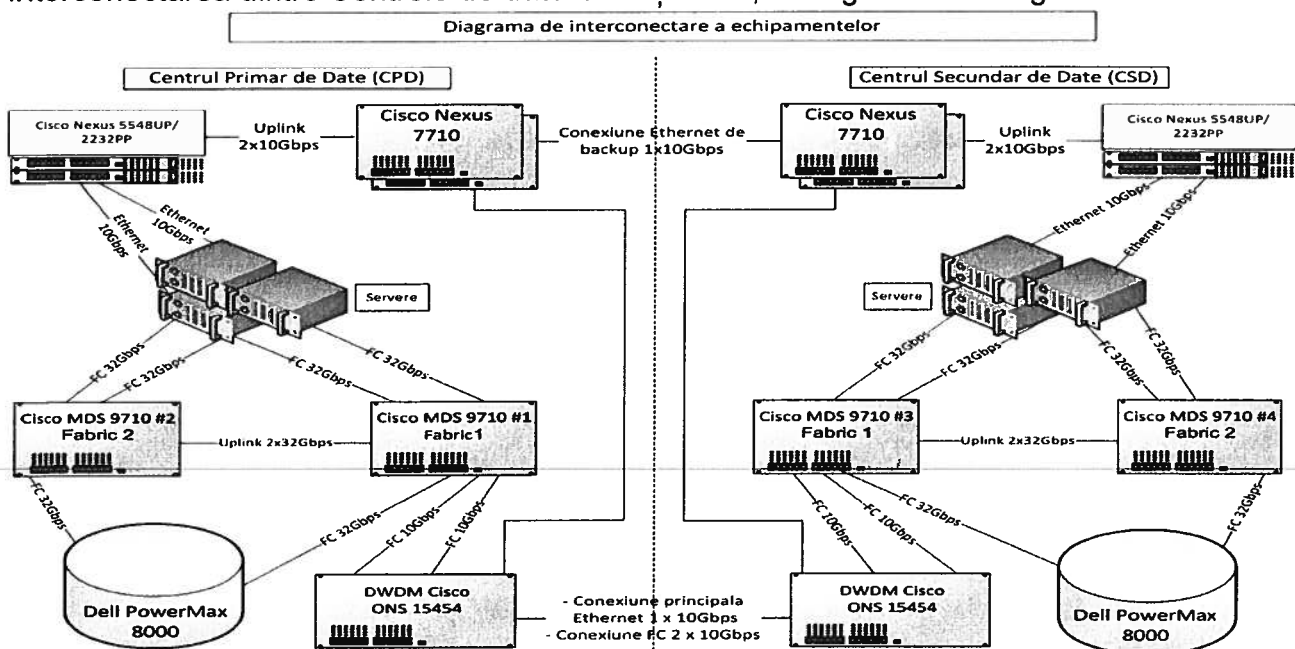 Diagrama de interconectare a echipamentelor
Centrul Primar de Date (CPD)
Centrul Secundar de Date (CSD)
Cisco Nexus 5548UP/
2232PP
Uplink
2x10Gbps
Cisco Nexus
7710
Conexiune Ethernet de
backup 1x10Gbps
Cisco Nexus
7710
Uplink
2x10Gbps
Cisco Nexus 5548UP/
2232PP
Ethernet
10Gbps
Ethernet
10Gbps
Ethernet 10Gbps
Ethernet 10Gbps
Servere
Servere
FC 32Gbps
FC 32Gbps
FC 32Gbps
FC 32Gbps
FC 32Gbps
FC 32Gbps
FC 32Gbps
FC 32Gbps
Cisco MDS 9710 #2
Fabric 2
Uplink 2x32Gbps
Cisco MDS 9710 #1
Fabric1
Cisco MDS 9710 #3
Fabric 1
Uplink 2x32Gbps
Cisco MDS 9710 #4
Fabric 2
FC 32Gbps
FC 32Gbps
FC 10Gbps
FC 10Gbps
FC 10Gbps
FC 10Gbps
FC 32Gbps
FC 32Gbps
Dell PowerMax
8000
DWDM Cisco
ONS 15454
- Conexiune principala
Ethernet 1 x 10Gbps
- Conexiune FC 2 x 10Gbps
DWDM Cisco
ONS 15454
Dell PowerMax
8000